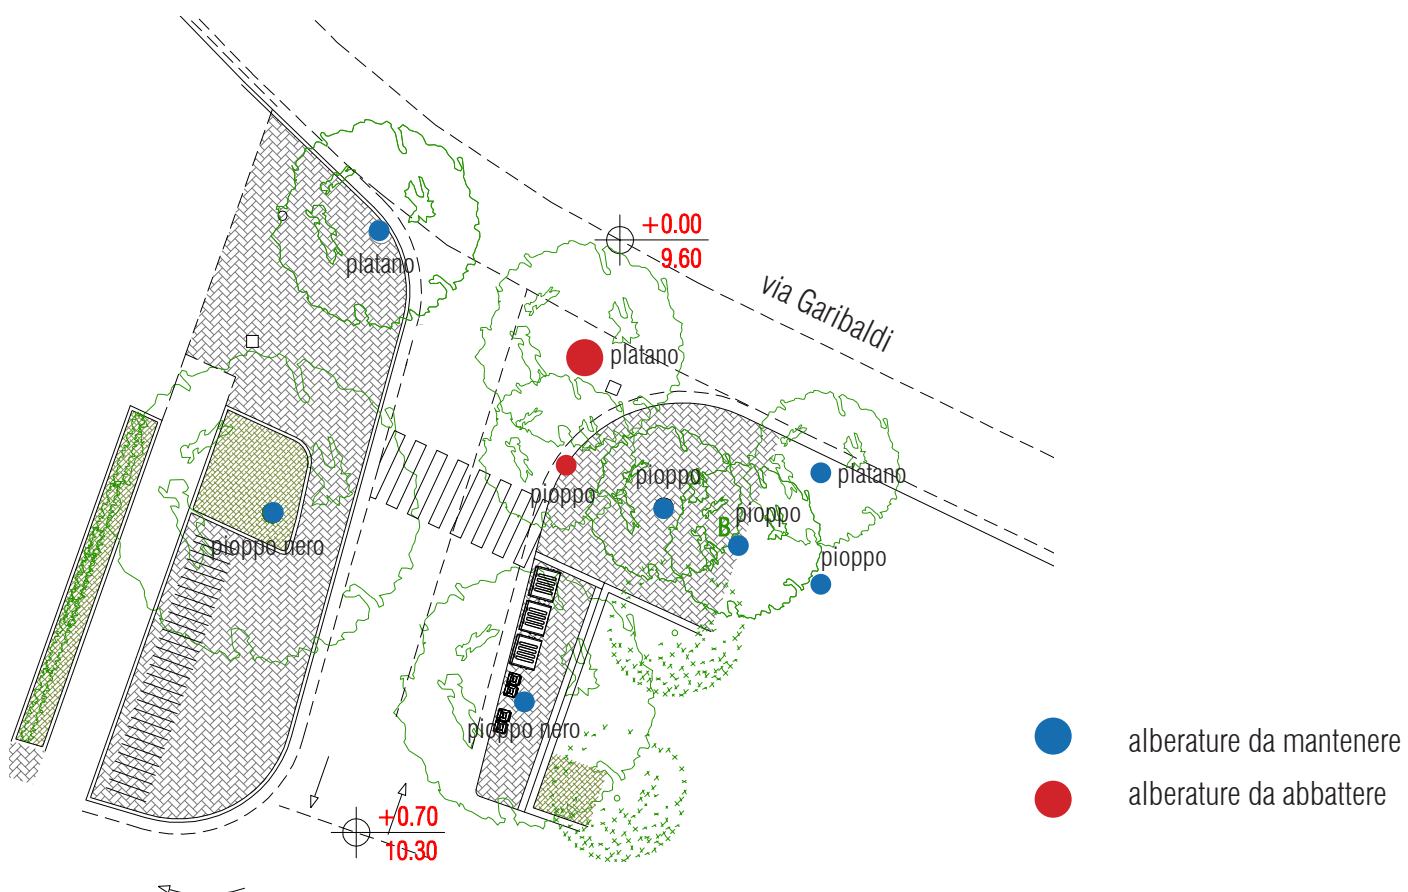 +0.00
9.60
via Garibaldi
platano
platano
pioppo
pioppo
platano
B
pioppo
pioppo nero
pioppo
pioppo nero
alberature da mantenere
alberature da abbattere
+0.70
10.30